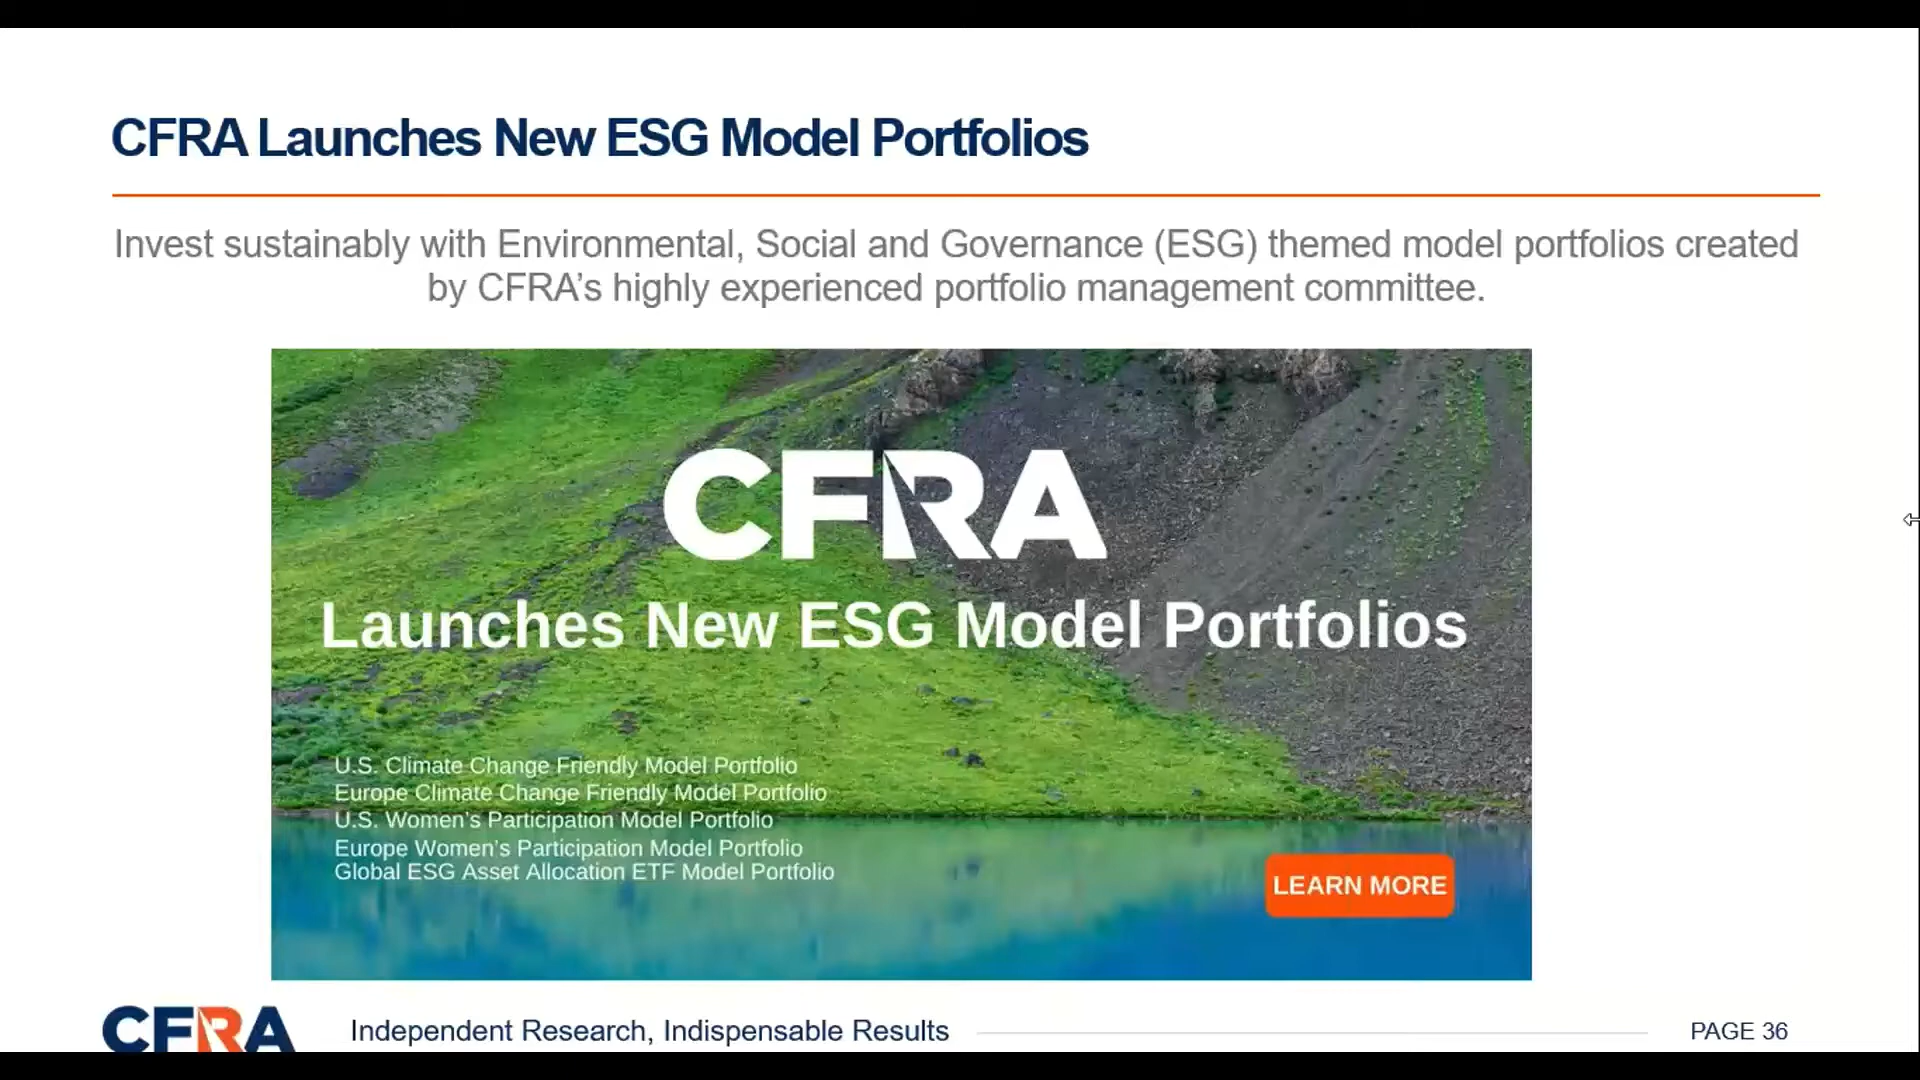 CFRA Launches New ESG Model Portfolios
Invest sustainably with Environmental, Social and Governance (ESG) themed model portfolios created
by CFRA’s highly experienced portfolio management committee.
CFRA
Launches New ESG Model Portfolios
U.S. Climate Change Friendly Model Portfolio
Europe Climate Change Friendly Model Portfolio
U.S. Women’s Participation Model Portfolio
Europe Women’s Participation Model Portfolio
Global ESG Asset Allocation ETF Model Portfolio
LEARN MORE
CFRA
Independent Research, Indispensable Results
PAGE 36